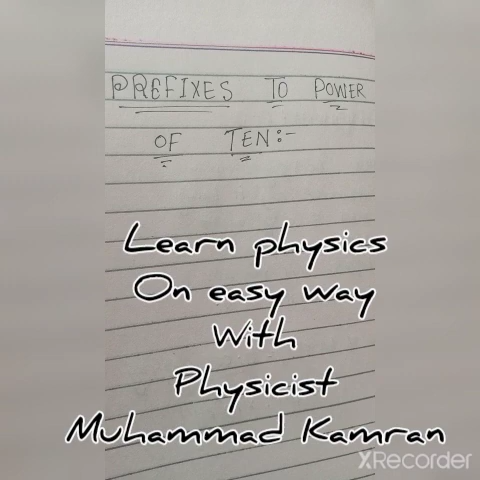 PREFIXES TO POWER
OF TEN:-
Learn physics
On easy way
With
Physicist
Muhammad Kamran
XRecorder